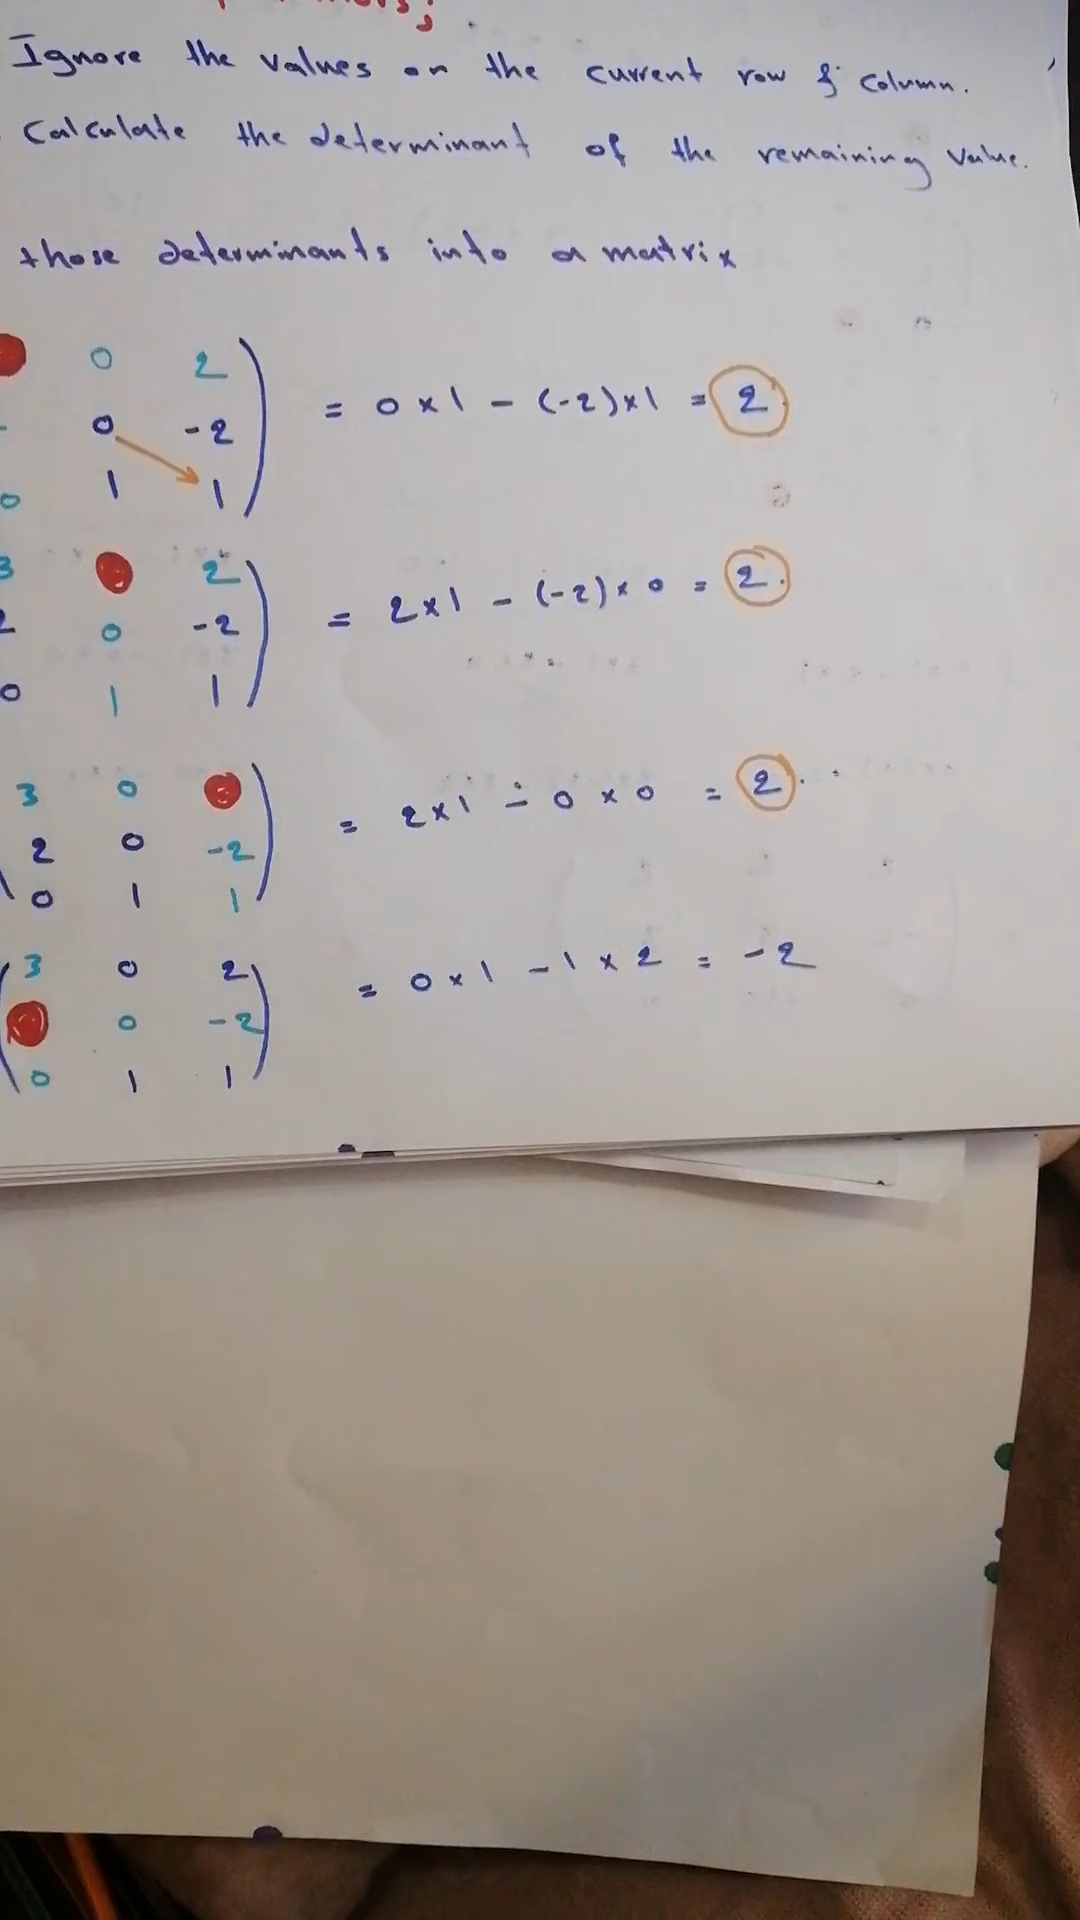 Ignore the values on the current row & column.
Calculate the determinant of the remaining value.
those determinants into a matrix
0 2
0 -2 = 0 x 1 - (-2) x 1 = 2.
0 1 1
3 2
2 0 -2 = 2 x 1 - (-2) x 0 = 2.
0 1 1
3 0
2 0 -2 = 2 x 1 - 0 x 0 = 2.
0 1 1
3 0 2 = 0 x 1 - 1 x 2 = -2
0 -2
0 1 1